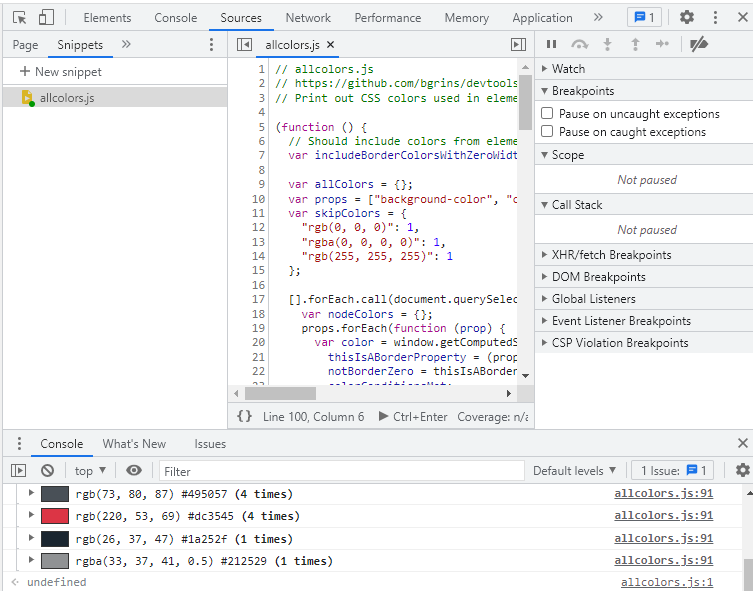 Elements Console Sources Network Performance Memory Application 1
Page Snippets
allcolors.js
New snippet
allcolors.js
1 // allcolors.js
2 // https://github.com/bgrins/devtools
3 // Print out CSS colors used in eleme
4
5 (function () {
6 // Should include colors from elemen
7 var includeBorderColorsWithZeroWidt
8
9 var allColors = {};
10 var props = ["background-color", "c
11 var skipColors = {
12 "rgb(0, 0, 0)": 1,
13 "rgba(0, 0, 0, 0)": 1,
14 "rgb(255, 255, 255)": 1
15 };
16
17 [].forEach.call(document.querySelec
18 var nodeColors = {};
19 props.forEach(function (prop) {
20 var color = window.getComputedS
21 thisIsABorderProperty = (prop
22 notBorderZero = thisIsABorder
23 colorConditionsMet;
{} Line 100, Column 6 Ctrl+Enter Coverage: n/a
Watch
Breakpoints
Pause on uncaught exceptions
Pause on caught exceptions
Scope
Not paused
Call Stack
Not paused
XHR/fetch Breakpoints
DOM Breakpoints
Global Listeners
Event Listener Breakpoints
CSP Violation Breakpoints
Console What's New Issues
top Filter Default levels 1 Issue: 1
rgb(73, 80, 87) #495057 (4 times) allcolors.js:91
rgb(220, 53, 69) #dc3545 (4 times) allcolors.js:91
rgb(26, 37, 47) #1a252f (1 times) allcolors.js:91
rgba(33, 37, 41, 0.5) #212529 (1 times) allcolors.js:91
undefined allcolors.js:1